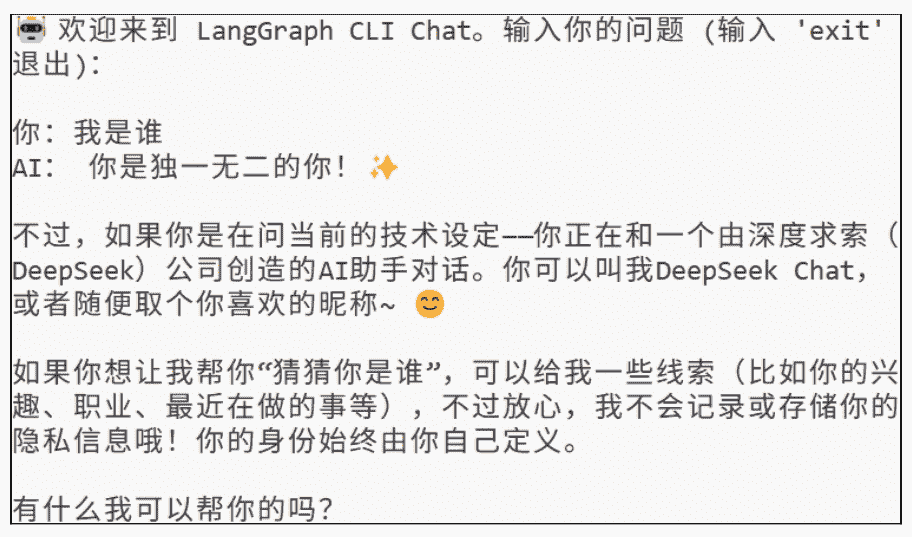 🤖 欢迎来到 LangGraph CLI Chat。输入你的问题 (输入 'exit'
退出):
你: 我是谁
AI: 你是独一无二的你! ✨
不过，如果你是在问当前的技术设定——你正在和一个由深度求索（
DeepSeek）公司创造的AI助手对话。你可以叫我DeepSeek Chat，
或者随便取个你喜欢的昵称~ 😊
如果你想让我帮你“猜猜你是谁”，可以给我一些线索（比如你的兴
趣、职业、最近在做的事等），不过放心，我不会记录或存储你的
隐私信息哦！你的身份始终由你自己定义。
有什么我可以帮你的吗？